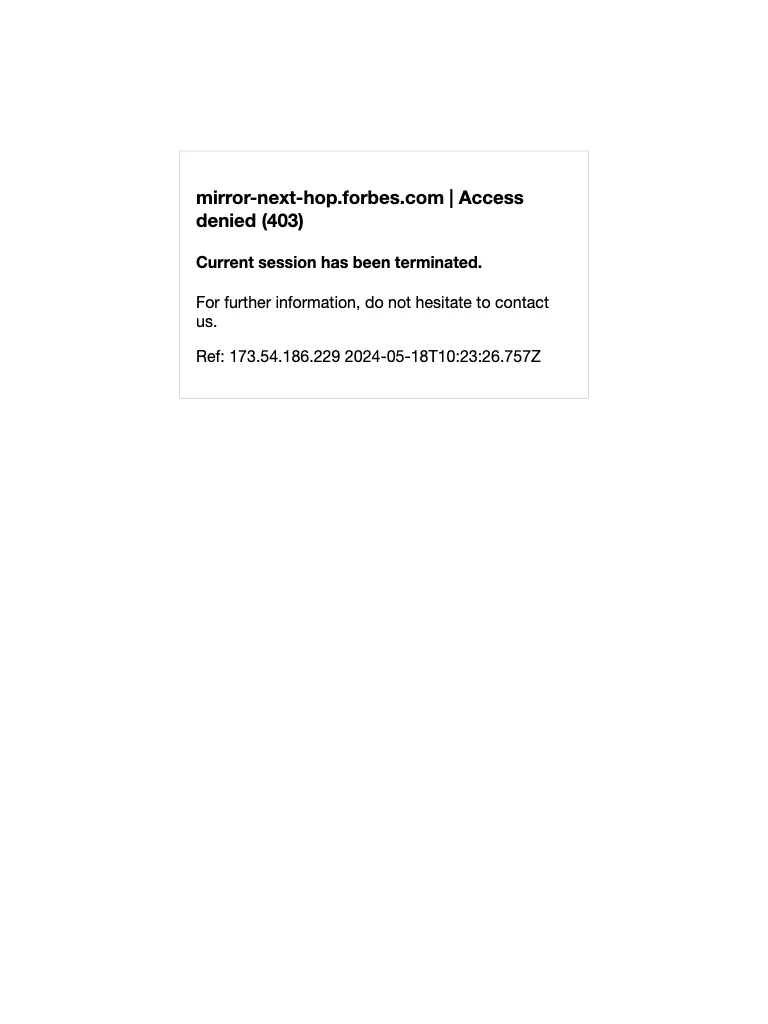 mirror-next-hop.forbes.com | Access
denied (403)
Current session has been terminated.
For further information, do not hesitate to contact
us.
Ref: 173.54.186.229 2024-05-18T10:23:26.757Z